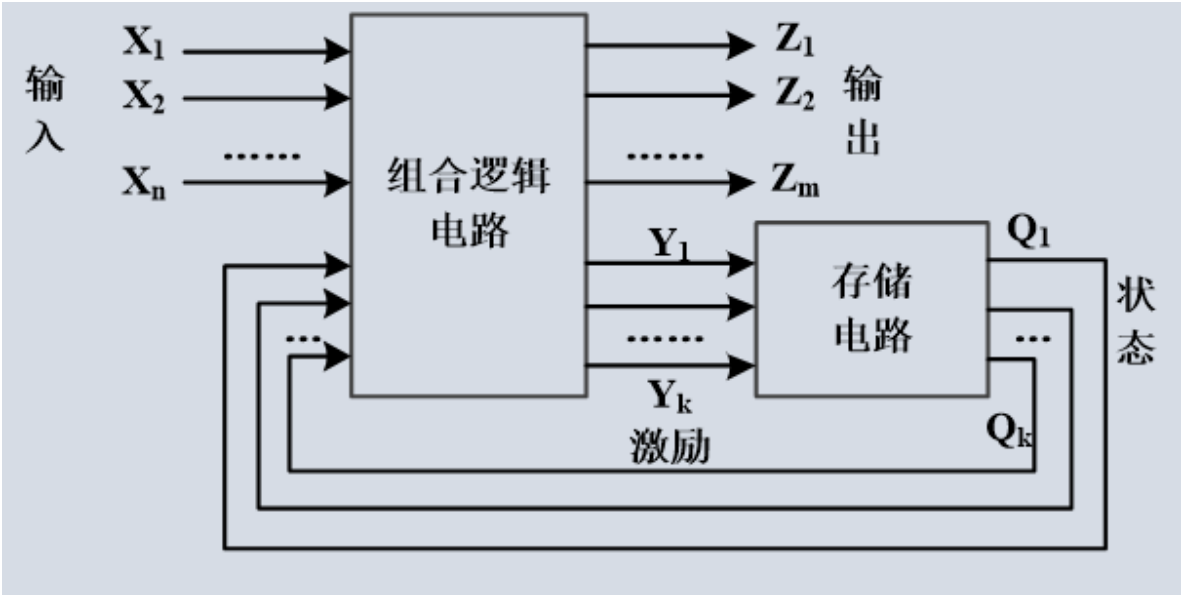 输入
X₁
X₂
……
Xₙ
组合逻辑
电路
Z₁
Z₂
……
Zₘ
输出
Y₁
……
Yₖ
激励
存储
电路
Q₁
…
Qₖ
状态
…